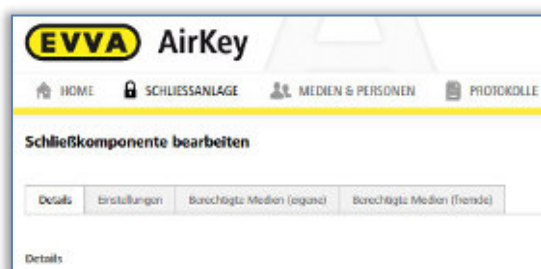 EVVA AirKey
HOME SCHLIESSANLAGE MEDIEN & PERSONEN PROTOKOLLE
Schließkomponente bearbeiten
Details Einstellungen Berechtigte Medien (eigene) Berechtigte Medien (fremde)
Details